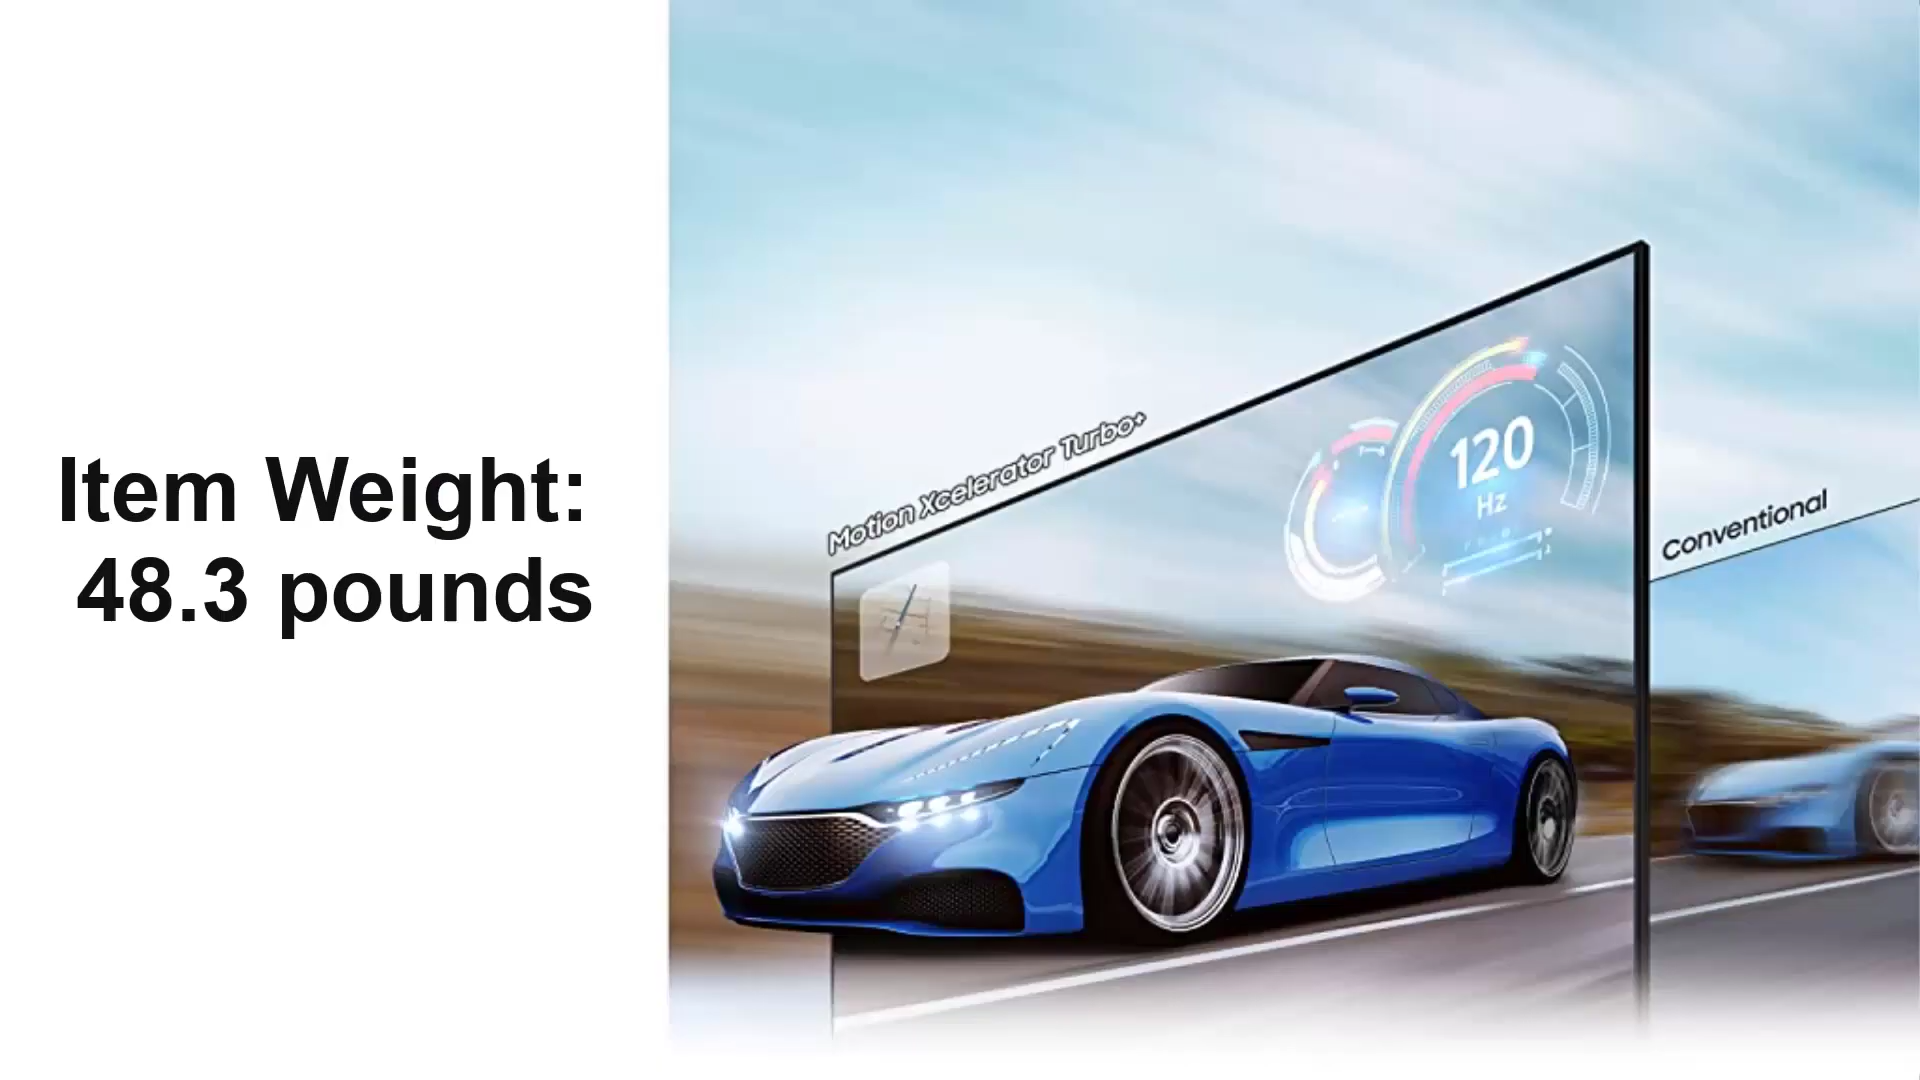 Item Weight:
48.3 pounds
Motion Xcelerator Turbo+
120
Hz
Conventional